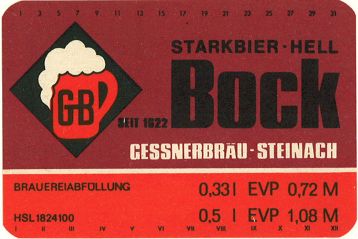 1 3 5 7 9 11 13 15 17 19 21 23 25 27 29 31
STARKBIER-HELL
GB
SEIT 1622
Bock
GESSNERBRÄU-STEINACH
BRAUEREIABFÜLLUNG 0,33 l EVP 0,72 M
HSL1824100 0,5 l EVP 1,08 M
I II III IV V VI VII VIII IX X XI XII